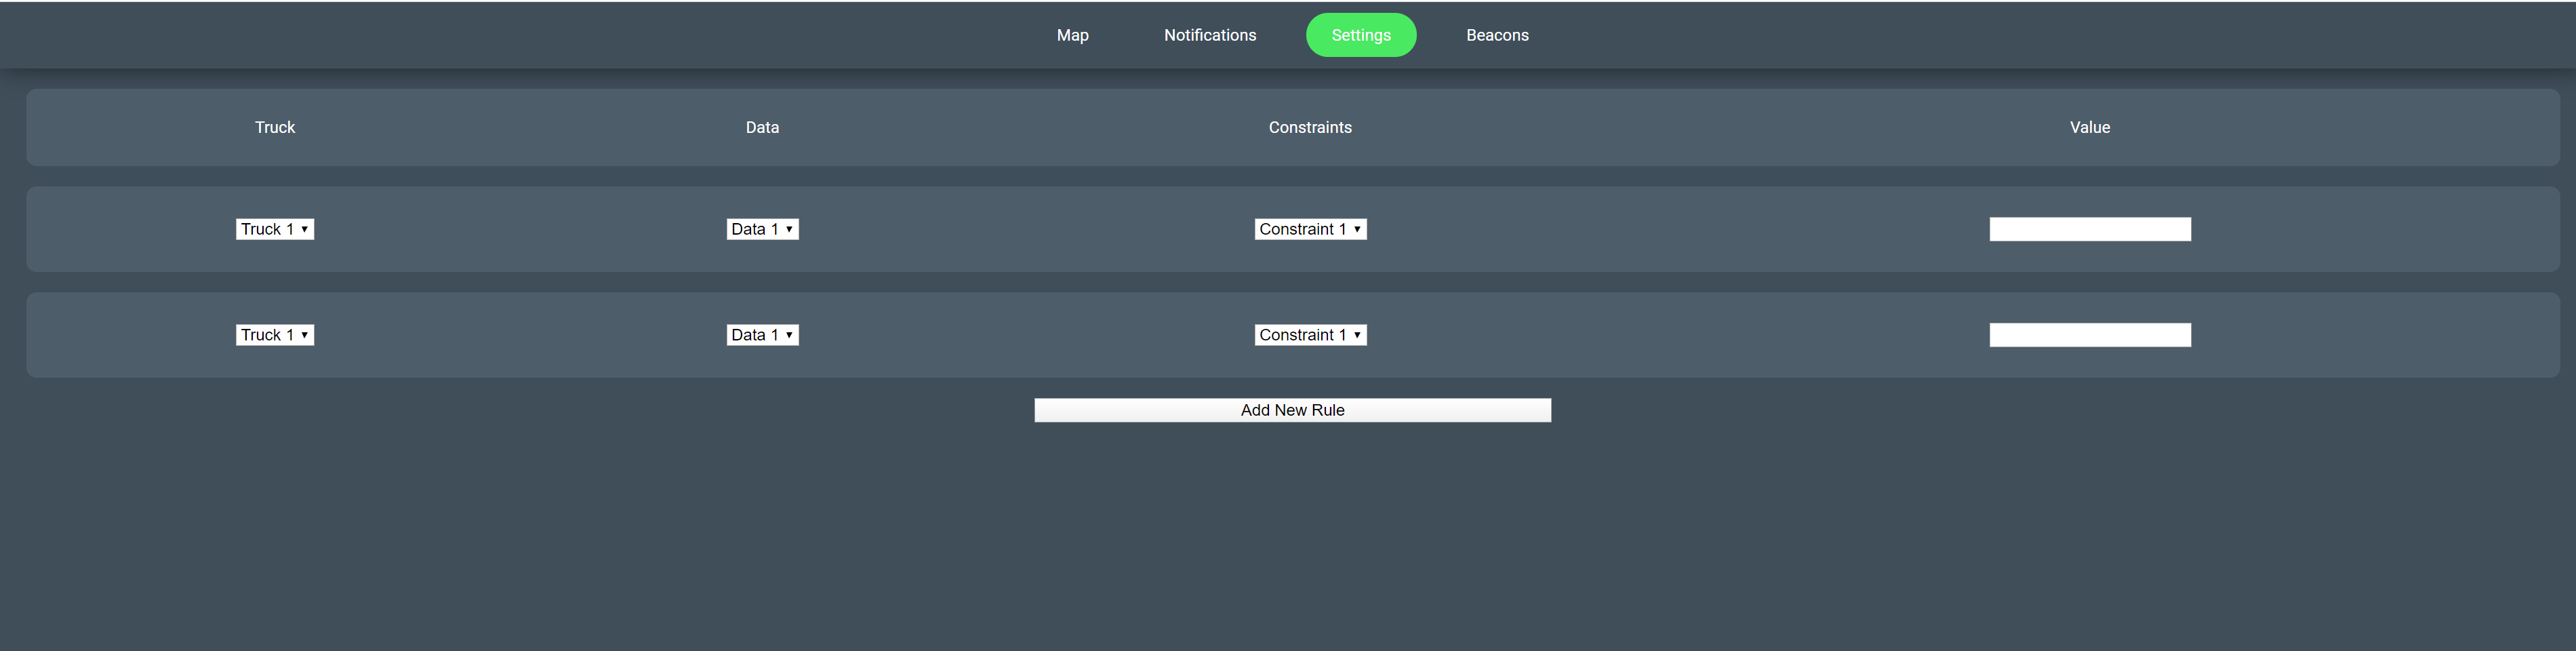 Map Notifications Settings Beacons
Truck Data Constraints Value
Truck 1 Data 1 Constraint 1
Truck 1 Data 1 Constraint 1
Add New Rule